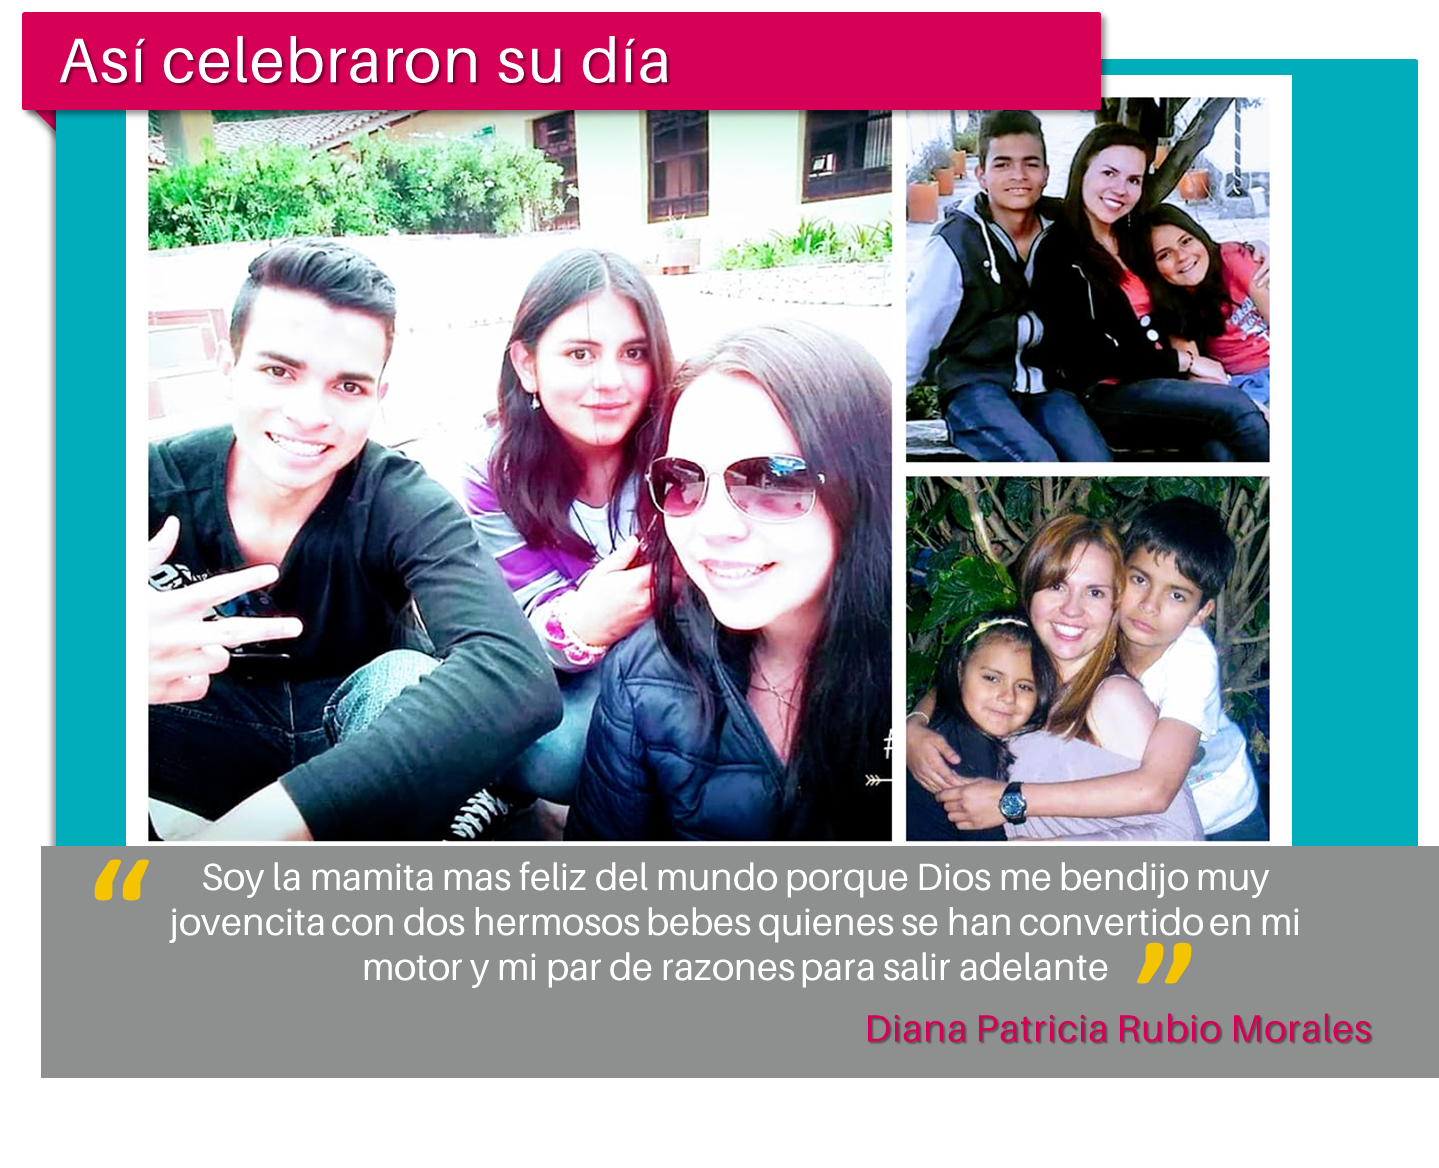 Así celebraron su día
#
“ Soy la mamita mas feliz del mundo porque Dios me bendijo muy
jovencita con dos hermosos bebes quienes se han convertido en mi
motor y mi par de razones para salir adelante ”
Diana Patricia Rubio Morales